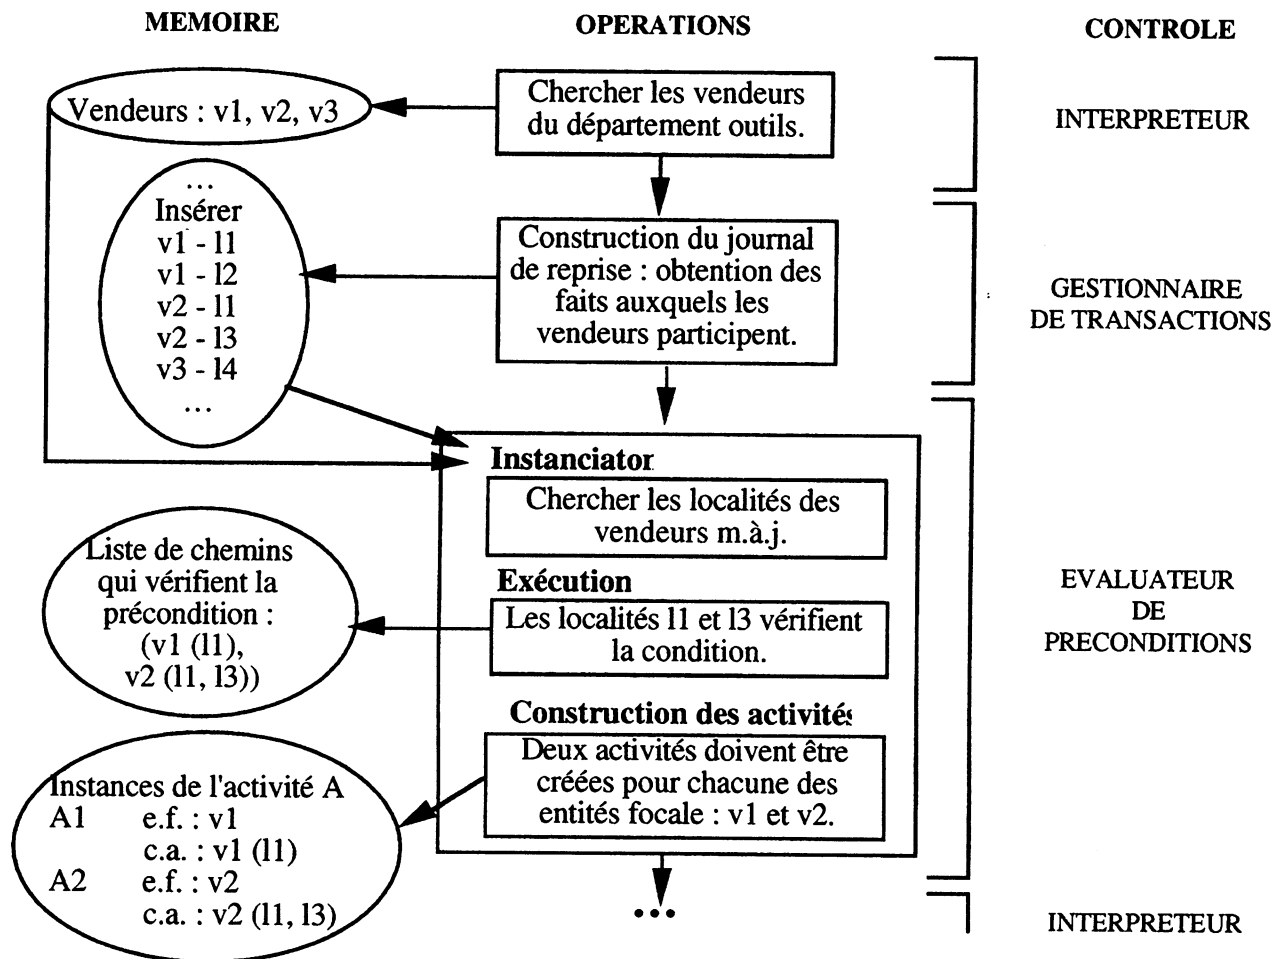 MEMOIRE
OPERATIONS
CONTROLE
Vendeurs : v1, v2, v3
Chercher les vendeurs
du département outils.
INTERPRETEUR
...
Insérer
v1 - l1
v1 - l2
v2 - l1
v2 - l3
v3 - l4
...
Construction du journal
de reprise : obtention des
faits auxquels les
vendeurs participent.
GESTIONNAIRE
DE TRANSACTIONS
Instanciator
Chercher les localités des
vendeurs m.à.j.
Liste de chemins
qui vérifient la
précondition :
(v1 (l1),
v2 (l1, l3))
Exécution
Les localités l1 et l3 vérifient
la condition.
EVALUATEUR
DE
PRECONDITIONS
Construction des activités
Deux activités doivent être
créées pour chacune des
entités focale : v1 et v2.
Instances de l'activité A
A1 e.f. : v1
c.a. : v1 (l1)
A2 e.f. : v2
c.a. : v2 (l1, l3)
...
INTERPRETEUR